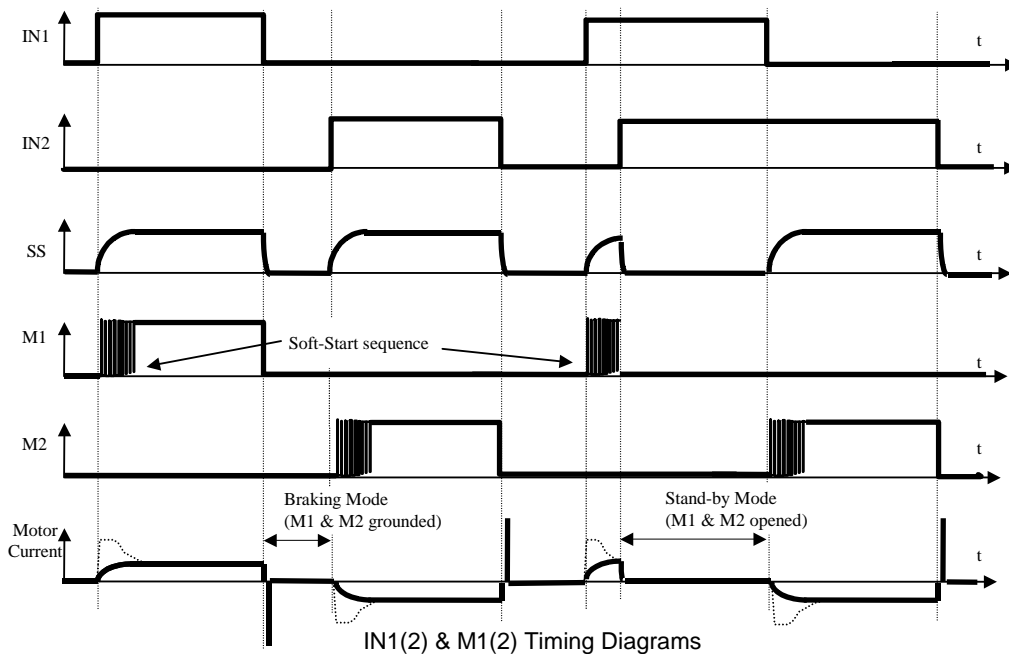 IN1
t
IN2
t
SS
t
M1
Soft-Start sequence
t
M2
t
Braking Mode
(M1 & M2 grounded)
Stand-by Mode
(M1 & M2 opened)
Motor
Current
t
IN1(2) & M1(2) Timing Diagrams